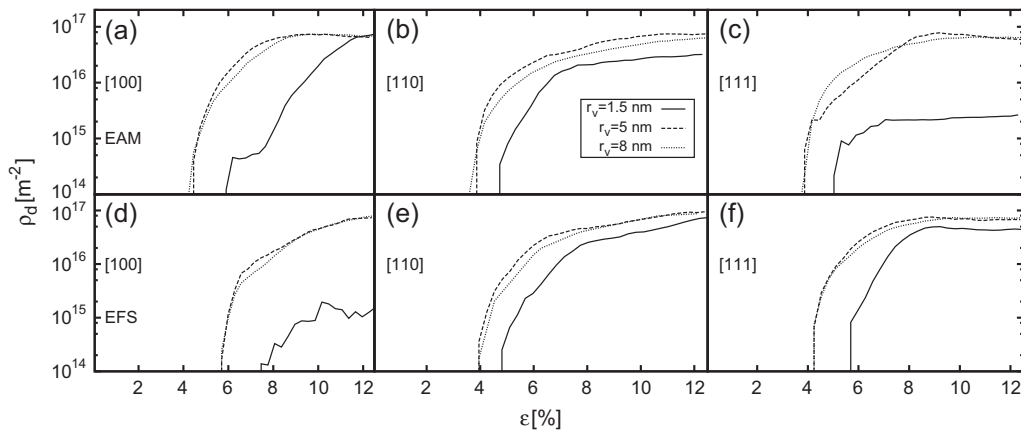 (a) (b) (c)
[100] [110] [111]
EAM
r_v=1.5 nm
r_v=5 nm
r_v=8 nm
10^17
10^16
10^15
10^14
ρ_d[m^-2]
(d) (e) (f)
[100] [110] [111]
EFS
10^17
10^16
10^15
10^14
2 4 6 8 10 12 2 4 6 8 10 12 2 4 6 8 10 12
ε[%]